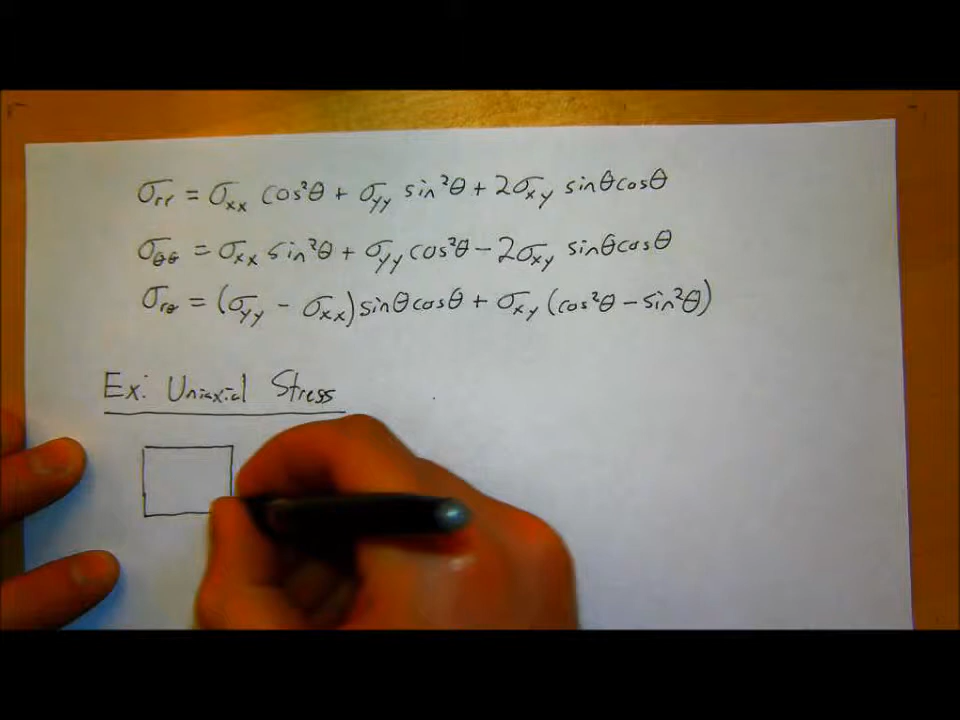 σrr = σxx cos²θ + σyy sin²θ + 2σxy sinθcosθ
σθθ = σxx sin²θ + σyy cos²θ - 2σxy sinθcosθ
σrθ = (σyy - σxx)sinθcosθ + σxy(cos²θ - sin²θ)
Ex: Uniaxial Stress